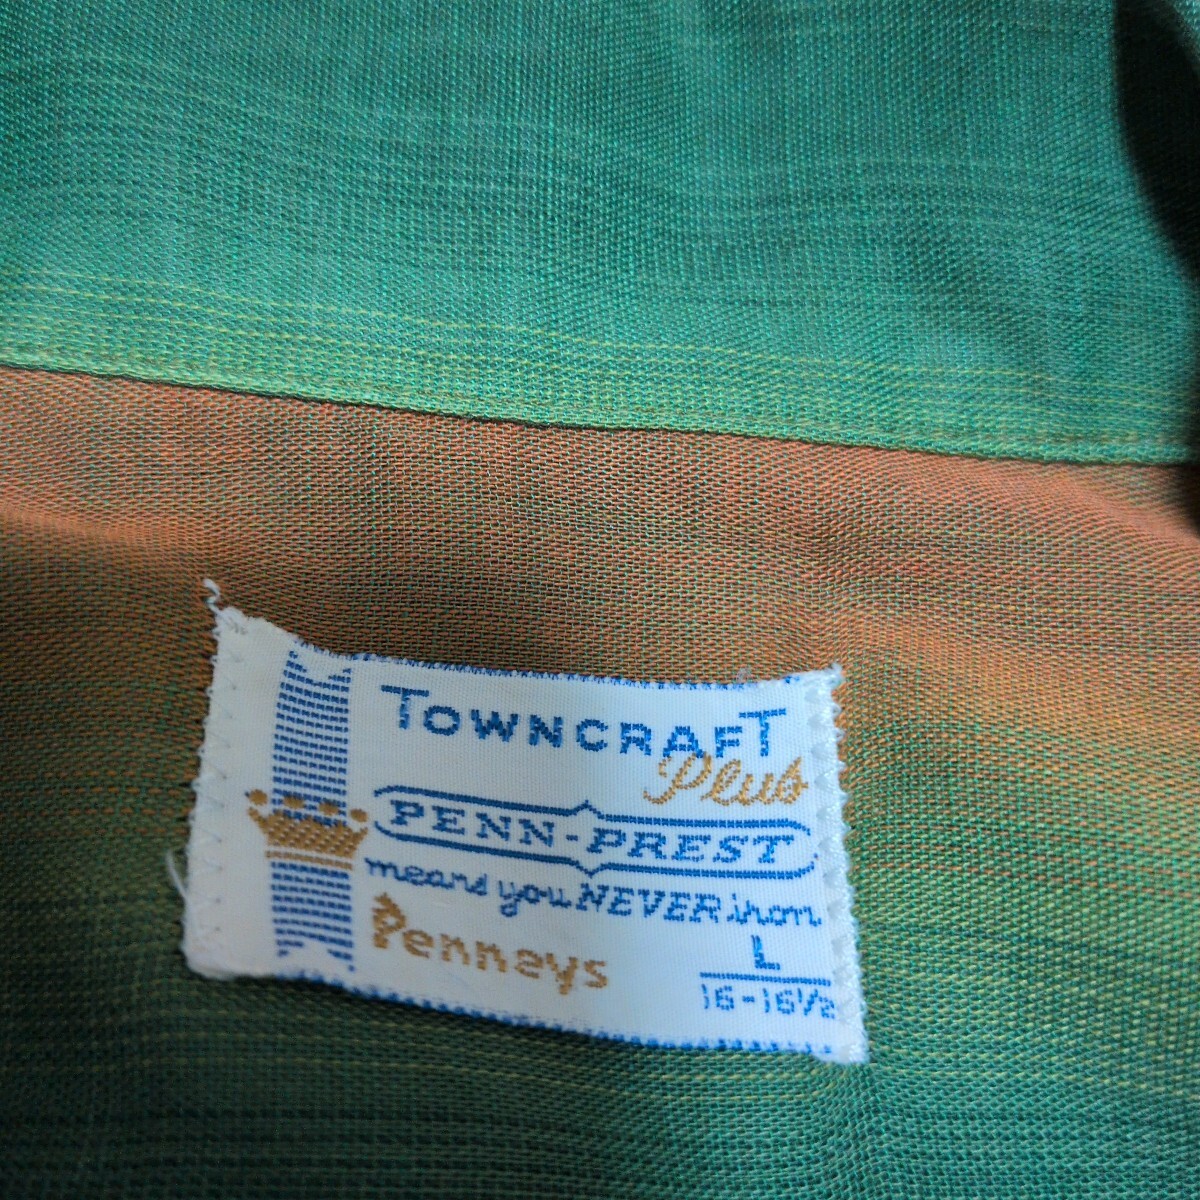 TOWNCRAFT
Plus
PENN-PREST
means you NEVER iron
Penneys
L
16-16½